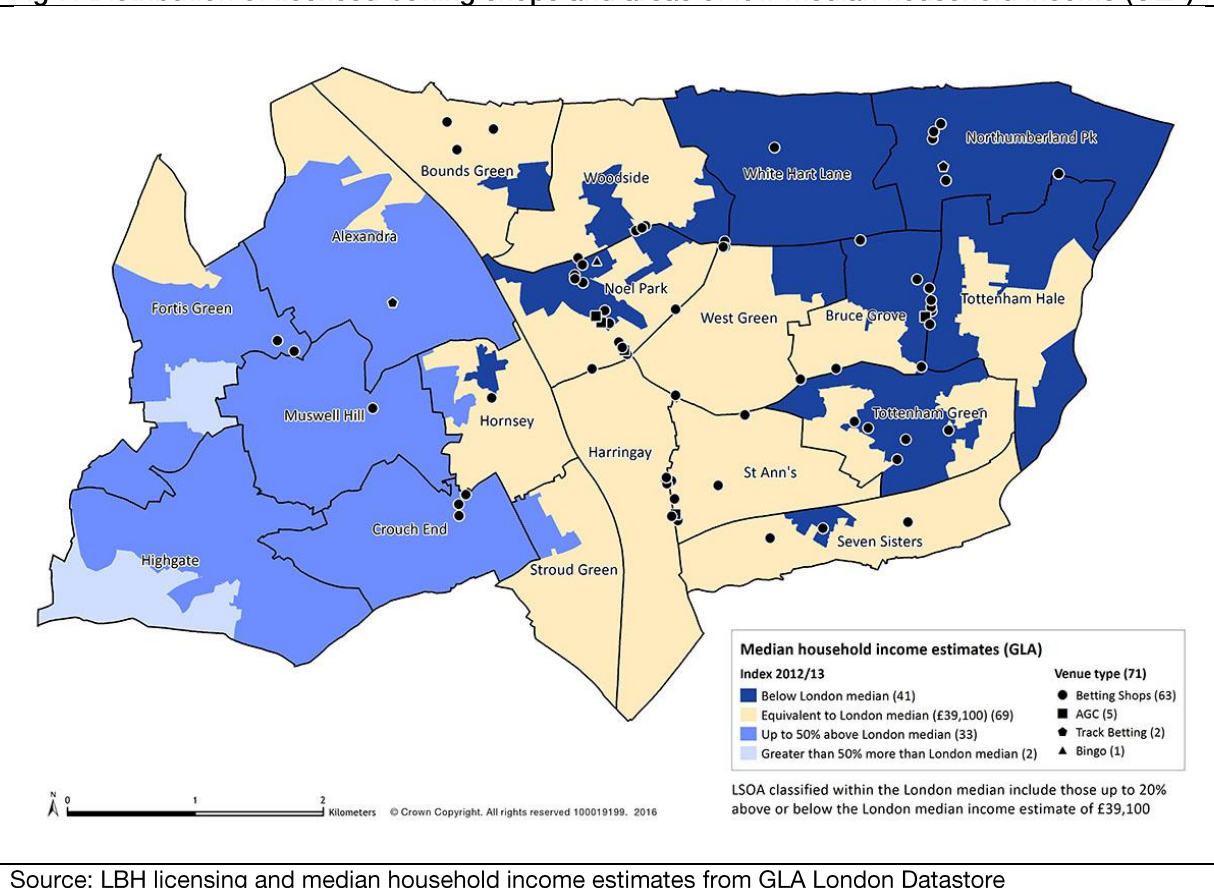 Northumberland Pk
Bounds Green
White Hart Lane
Woodside
Alexandra
Noel Park
Tottenham Hale
Fortis Green
West Green
Bruce Grove
Muswell Hill
Hornsey
Tottenham Green
Harringay
St Ann's
Crouch End
Seven Sisters
Highgate
Stroud Green
Median household income estimates (GLA)
Index 2012/13
Below London median (41)
Equivalent to London median (£39,100) (69)
Up to 50% above London median (33)
Greater than 50% more than London median (2)
Venue type (71)
Betting Shops (63)
AGC (5)
Track Betting (2)
Bingo (1)
LSOA classified within the London median include those up to 20%
above or below the London median income estimate of £39,100
N 0 1 2
Kilometers © Crown Copyright. All rights reserved 100019199. 2016
Source: LBH licensing and median household income estimates from GLA London Datastore